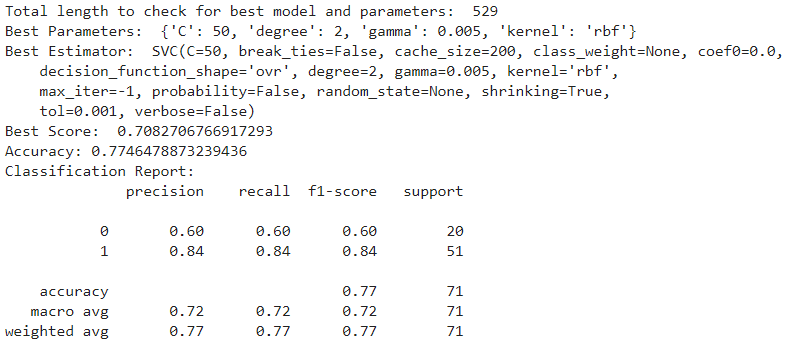 Total length to check for best model and parameters:  529
Best Parameters:  {'C': 50, 'degree': 2, 'gamma': 0.005, 'kernel': 'rbf'}
Best Estimator:  SVC(C=50, break_ties=False, cache_size=200, class_weight=None, coef0=0.0,
    decision_function_shape='ovr', degree=2, gamma=0.005, kernel='rbf',
    max_iter=-1, probability=False, random_state=None, shrinking=True,
    tol=0.001, verbose=False)
Best Score:  0.7082706766917293
Accuracy: 0.7746478873239436
Classification Report:
              precision    recall  f1-score   support

           0       0.60      0.60      0.60        20
           1       0.84      0.84      0.84        51

    accuracy                           0.77        71
   macro avg       0.72      0.72      0.72        71
weighted avg       0.77      0.77      0.77        71